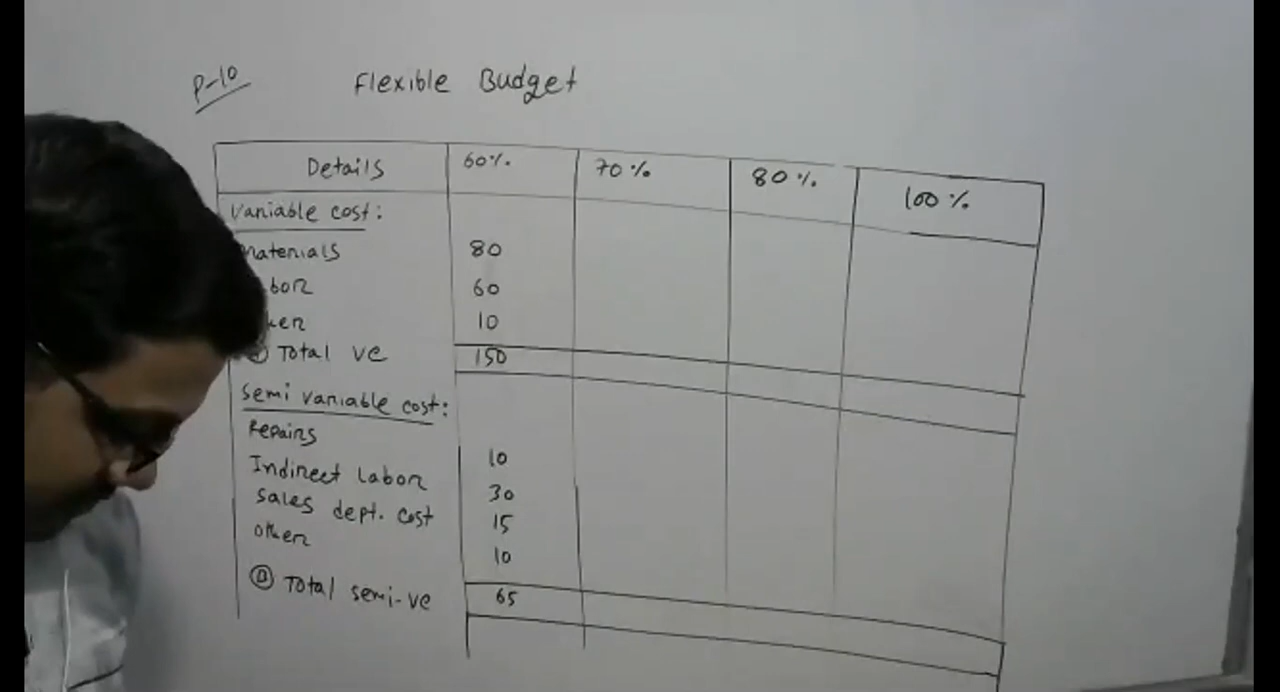 P-10 Flexible Budget
Details 60% 70% 80% 100%
Variable cost:
Materials 80
60
10
Total VC 150
Semi variable cost:
Repairs 10
Indirect labor 30
Sales dept. cost 15
Other 10
Total semi-VC 65